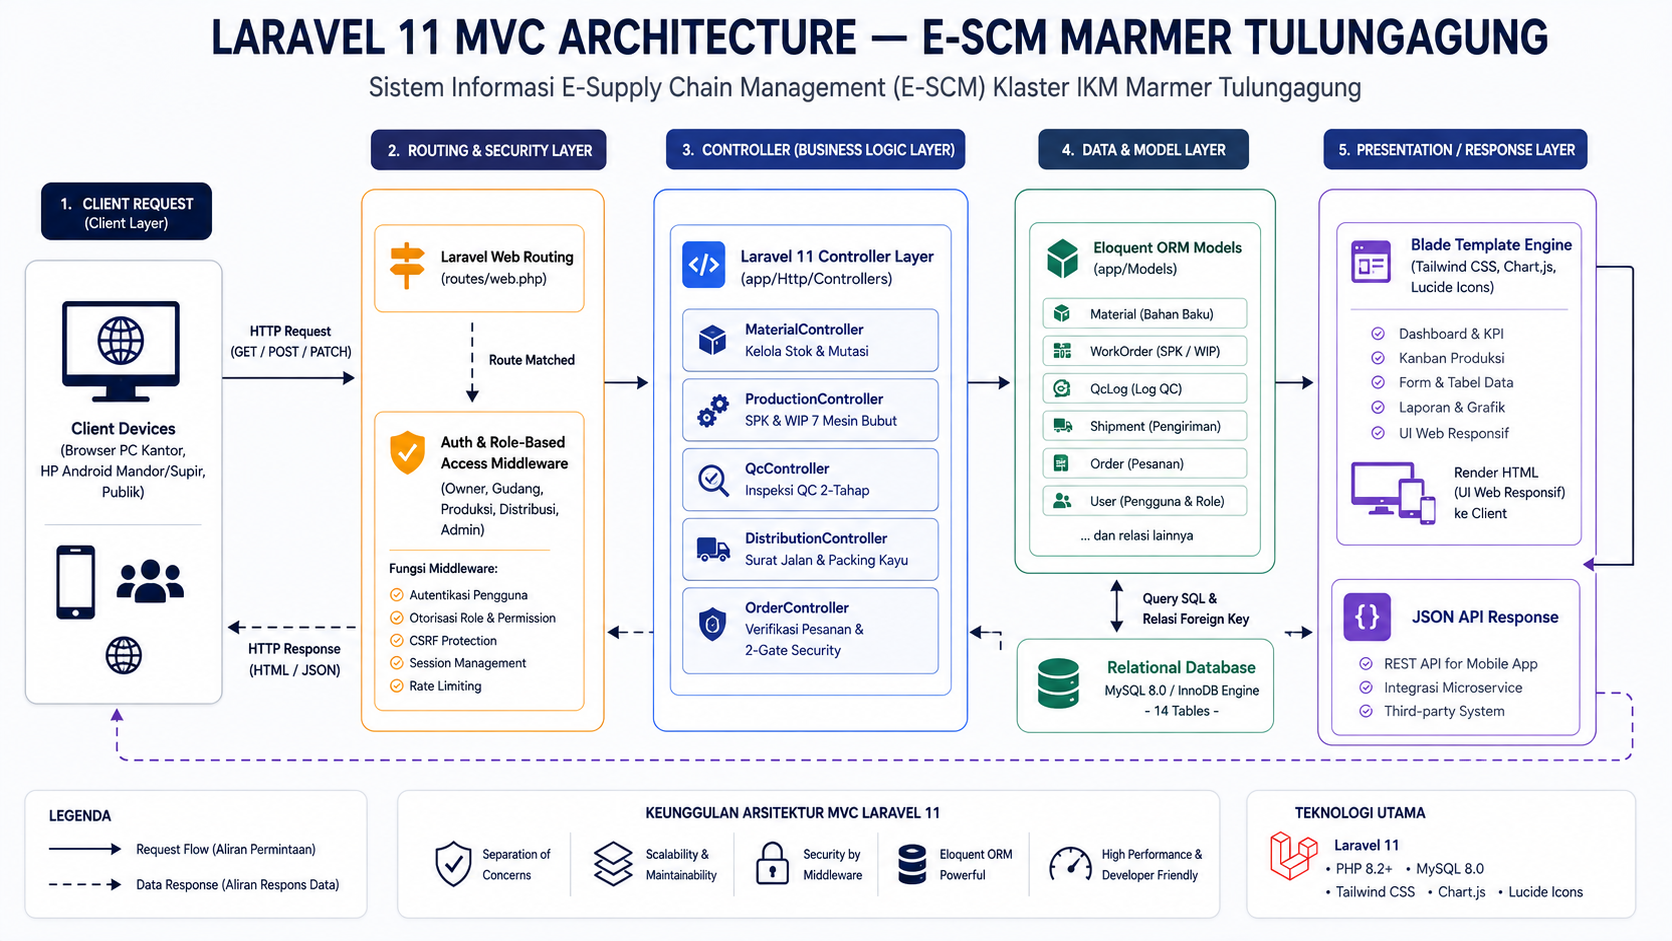 LARAVEL 11 MVC ARCHITECTURE — E-SCM MARMER TULUNGAGUNG
Sistem Informasi E-Supply Chain Management (E-SCM) Klaster IKM Marmer Tulungagung
1. CLIENT REQUEST
(Client Layer)
Client Devices
(Browser PC Kantor,
HP Android Mandor/Supir,
Publik)
HTTP Request
(GET / POST / PATCH)
HTTP Response
(HTML / JSON)
2. ROUTING & SECURITY LAYER
Laravel Web Routing
(routes/web.php)
Route Matched
Auth & Role-Based
Access Middleware
(Owner, Gudang,
Produksi, Distribusi,
Admin)
Fungsi Middleware:
Autentikasi Pengguna
Otorisasi Role & Permission
CSRF Protection
Session Management
Rate Limiting
3. CONTROLLER (BUSINESS LOGIC LAYER)
Laravel 11 Controller Layer
(app/Http/Controllers)
MaterialController
Kelola Stok & Mutasi
ProductionController
SPK & WIP 7 Mesin Bubut
QcController
Inspeksi QC 2-Tahap
DistributionController
Surat Jalan & Packing Kayu
OrderController
Verifikasi Pesanan &
2-Gate Security
4. DATA & MODEL LAYER
Eloquent ORM Models
(app/Models)
Material (Bahan Baku)
WorkOrder (SPK / WIP)
QcLog (Log QC)
Shipment (Pengiriman)
Order (Pesanan)
User (Pengguna & Role)
... dan relasi lainnya
Query SQL &
Relasi Foreign Key
Relational Database
MySQL 8.0 / InnoDB Engine
- 14 Tables -
5. PRESENTATION / RESPONSE LAYER
Blade Template Engine
(Tailwind CSS, Chart.js,
Lucide Icons)
Dashboard & KPI
Kanban Produksi
Form & Tabel Data
Laporan & Grafik
UI Web Responsif
Render HTML
(UI Web Responsif)
ke Client
JSON API Response
REST API for Mobile App
Integrasi Microservice
Third-party System
LEGENDA
Request Flow (Aliran Permintaan)
Data Response (Aliran Respons Data)
KEUNGGULAN ARSITEKTUR MVC LARAVEL 11
Separation of
Concerns
Scalability &
Maintainability
Security by
Middleware
Eloquent ORM
Powerful
High Performance &
Developer Friendly
TEKNOLOGI UTAMA
Laravel 11
• PHP 8.2+ • MySQL 8.0
• Tailwind CSS • Chart.js • Lucide Icons